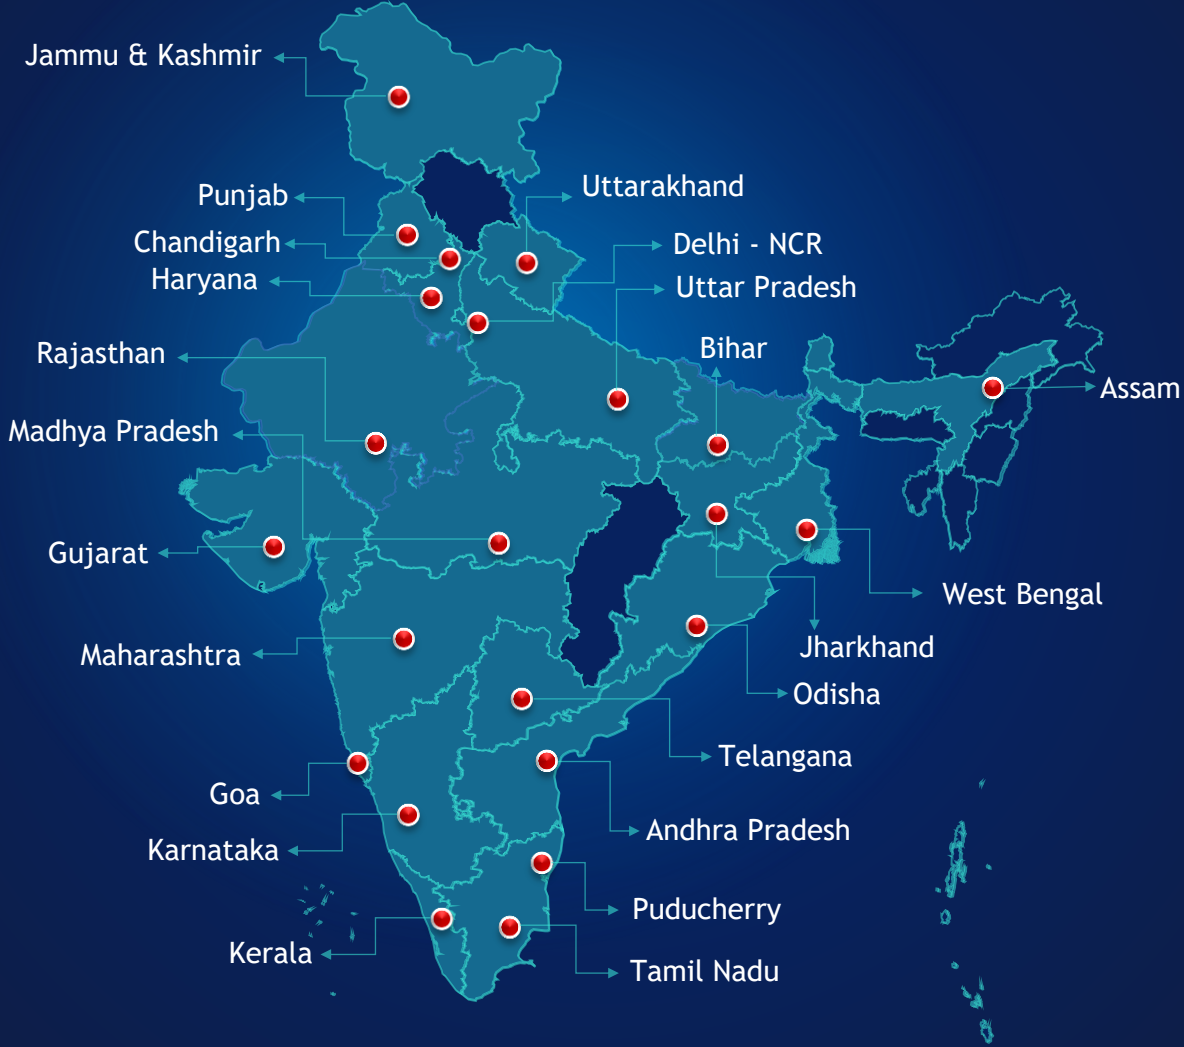 Jammu & Kashmir
Punjab
Uttarakhand
Chandigarh
Delhi - NCR
Haryana
Uttar Pradesh
Rajasthan
Bihar
Assam
Madhya Pradesh
Gujarat
West Bengal
Maharashtra
Jharkhand
Odisha
Telangana
Goa
Andhra Pradesh
Karnataka
Puducherry
Kerala
Tamil Nadu